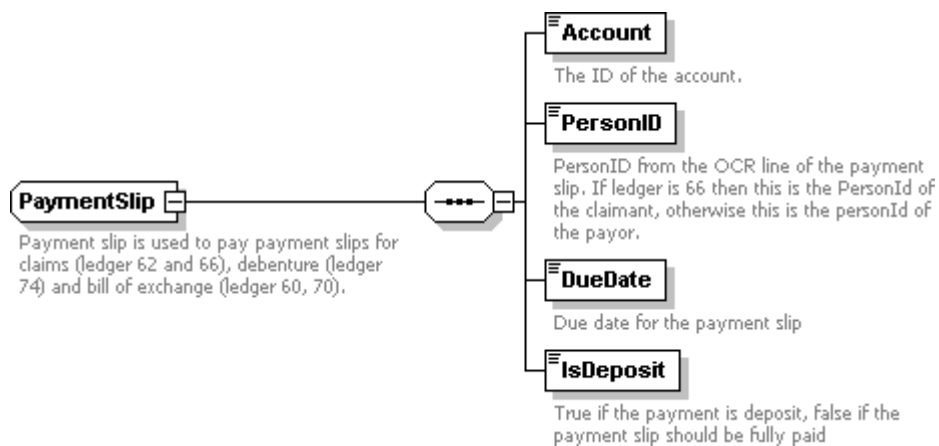 Account
The ID of the account.
PersonID
PersonID from the OCR line of the payment
slip. If ledger is 66 then this is the PersonId of
the claimant, otherwise this is the personId of
the payor.
PaymentSlip
Payment slip is used to pay payment slips for
claims (ledger 62 and 66), debenture (ledger
74) and bill of exchange (ledger 60, 70).
DueDate
Due date for the payment slip
IsDeposit
True if the payment is deposit, false if the
payment slip should be fully paid